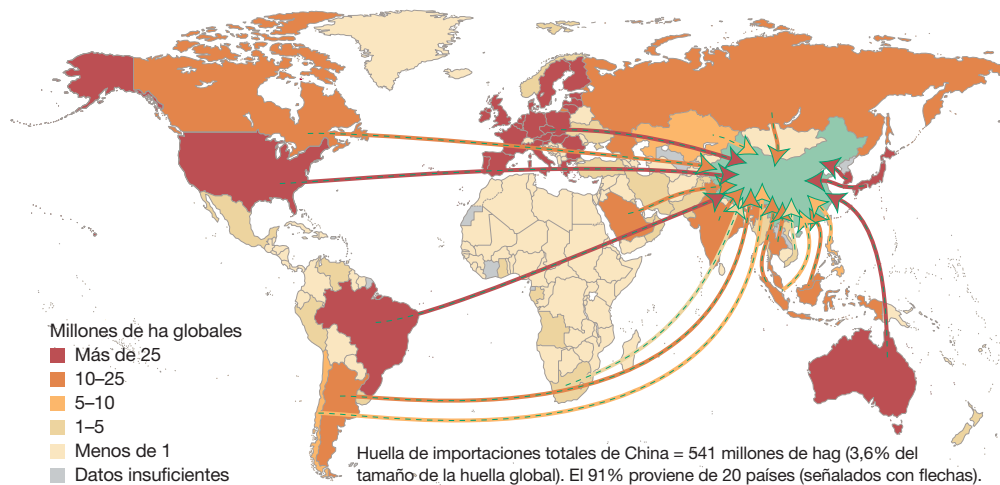 Millones de ha globales
Más de 25
10–25
5–10
1–5
Menos de 1
Datos insuficientes
Huella de importaciones totales de China = 541 millones de hag (3,6% del
tamaño de la huella global). El 91% proviene de 20 países (señalados con flechas).